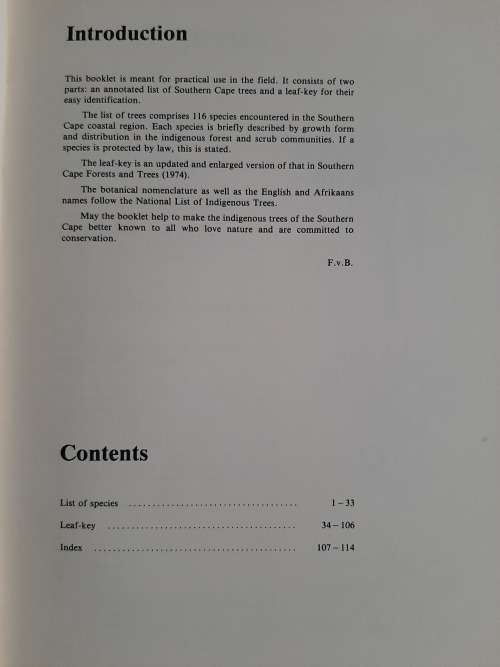 Introduction
This booklet is meant for practical use in the field. It consists of two
parts: an annotated list of Southern Cape trees and a leaf-key for their
easy identification.
The list of trees comprises 116 species encountered in the Southern
Cape coastal region. Each species is briefly described by growth form
and distribution in the indigenous forest and scrub communities. If a
species is protected by law, this is stated.
The leaf-key is an updated and enlarged version of that in Southern
Cape Forests and Trees (1974).
The botanical nomenclature as well as the English and Afrikaans
names follow the National List of Indigenous Trees.
May the booklet help to make the indigenous trees of the Southern
Cape better known to all who love nature and are committed to
conservation.
F.v.B.
Contents
List of species ..................................... 1 – 33
Leaf-key ......................................... 34 – 106
Index ............................................ 107 – 114